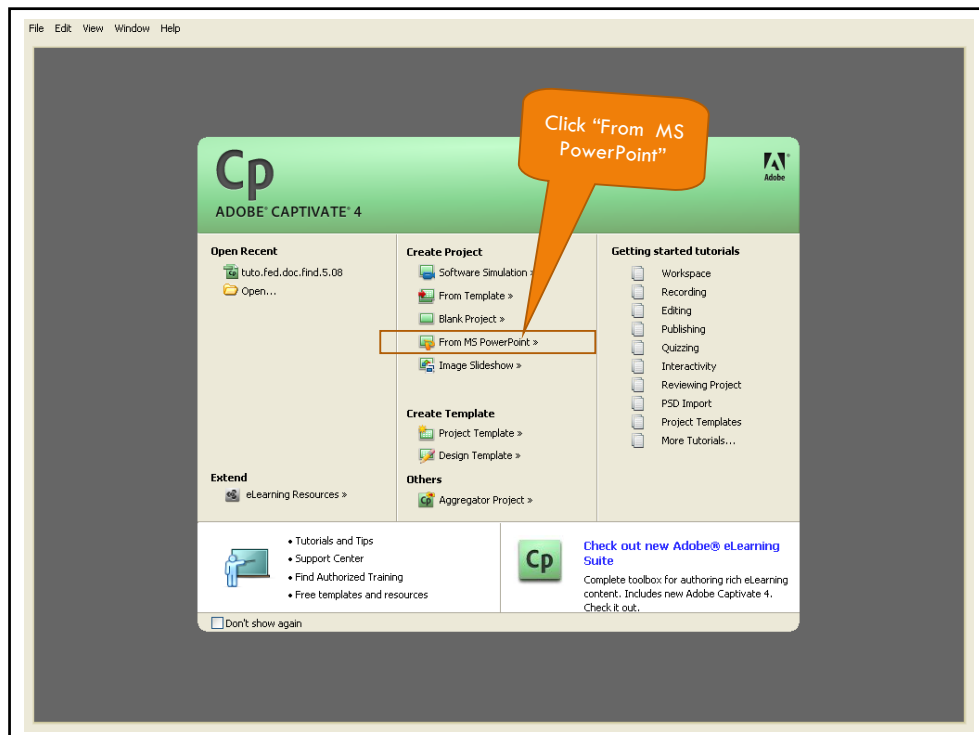 File Edit View Window Help
Click “From MS
PowerPoint”
Cp
ADOBE® CAPTIVATE® 4
Adobe
Open Recent
tuto.fed.doc.find.5.08
Open...
Extend
eLearning Resources »
Create Project
Software Simulation »
From Template »
Blank Project »
From MS PowerPoint »
Image Slideshow »
Create Template
Project Template »
Design Template »
Others
Aggregator Project »
Getting started tutorials
Workspace
Recording
Editing
Publishing
Quizzing
Interactivity
Reviewing Project
PSD Import
Project Templates
More Tutorials...
• Tutorials and Tips
• Support Center
• Find Authorized Training
• Free templates and resources
Cp
Check out new Adobe® eLearning
Suite
Complete toolbox for authoring rich eLearning
content. Includes new Adobe Captivate 4.
Check it out.
Don't show again